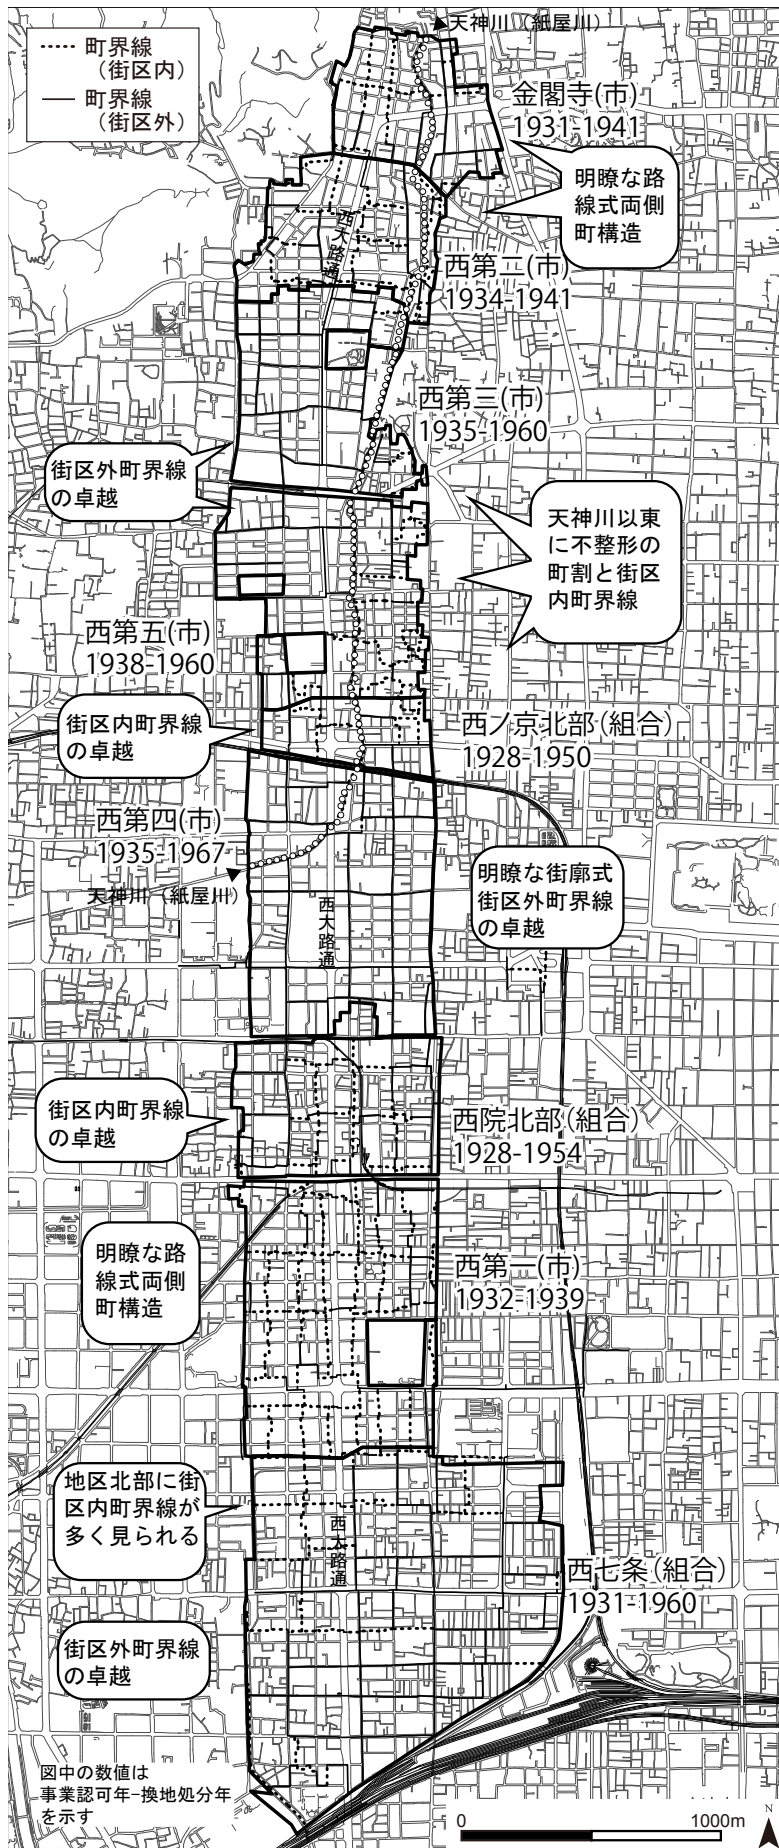 天神川（紙屋川）
町界線
（街区内）
町界線
（街区外）
金閣寺(市)
1931-1941
明瞭な路
線式両側
町構造
西大路通
西第二(市)
1934-1941
西第三(市)
1935-1960
街区外町界線
の卓越
天神川以東
に不整形の
町割と街区
内町界線
西第五(市)
1938-1960
街区内町界線
の卓越
西ノ京北部(組合)
1928-1950
西第四(市)
1935-1967
天神川（紙屋川）
明瞭な街廓式
街区外町界線
の卓越
西大路通
街区内町界線
の卓越
西院北部(組合)
1928-1954
明瞭な路
線式両側
町構造
西第一(市)
1932-1939
地区北部に街
区内町界線が
多く見られる
西大路通
西七条(組合)
1931-1960
街区外町界線
の卓越
図中の数値は
事業認可年-換地処分年
を示す
0 1000m
N